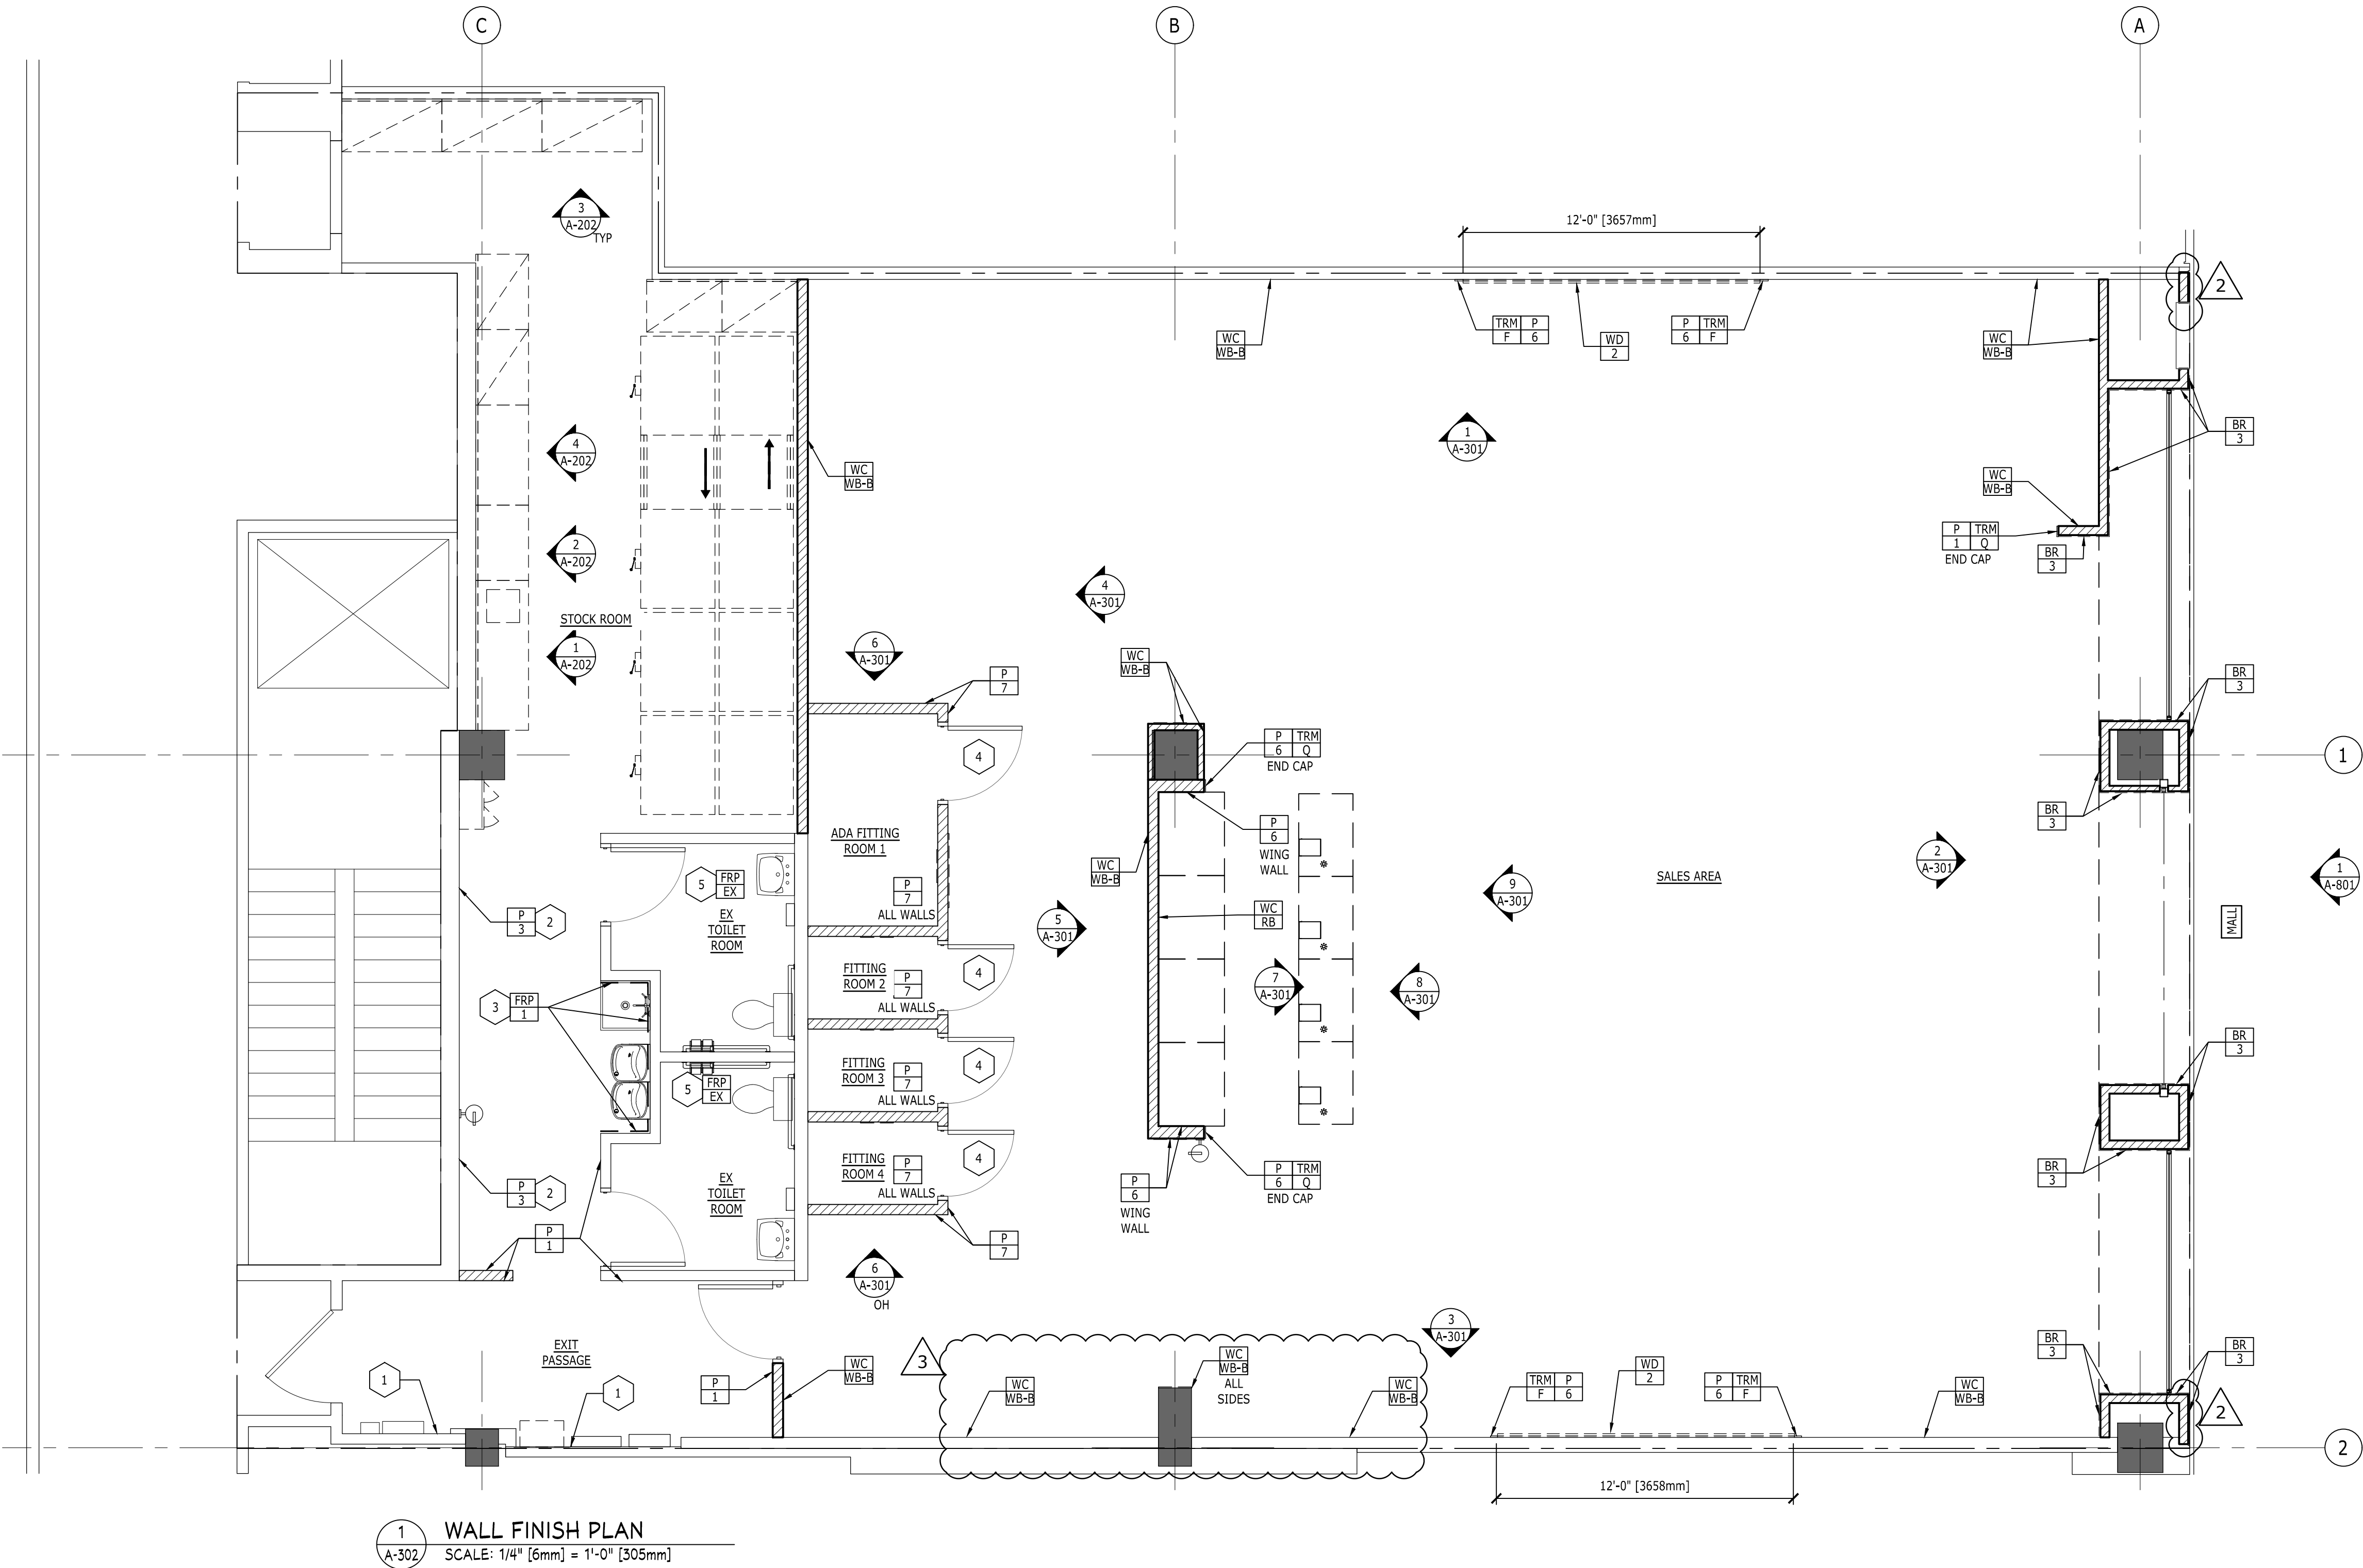 C
B
A
12'-0" [3657mm]
3
A-202
TYP
2
TRM P
F 6
P TRM
6 F
WC
WB-B
WD
2
WC
WB-B
BR
3
4
A-202
1
A-301
WC
WB-B
WC
WB-B
P TRM
1 Q
END CAP
BR
3
2
A-202
4
A-301
STOCK ROOM
1
A-202
6
A-301
WC
WB-B
P
7
BR
3
P TRM
6 Q
END CAP
4
1
BR
3
ADA FITTING
ROOM 1
P
6
WING
WALL
WC
WB-B
2
A-301
1
A-801
SALES AREA
5
FRP
EX
P
7
ALL WALLS
9
A-301
P
3
2
EX
TOILET
ROOM
5
A-301
WC
RB
MALL
FITTING
ROOM 2
P
7
ALL WALLS
4
7
A-301
8
A-301
3
FRP
1
FITTING
ROOM 3
P
7
ALL WALLS
4
BR
3
5
FRP
EX
FITTING
ROOM 4
P
7
ALL WALLS
4
P
3
2
EX
TOILET
ROOM
P
6
WING
WALL
P TRM
6 Q
END CAP
BR
3
P
1
P
7
6
A-301
OH
3
A-301
EXIT
PASSAGE
3
WC
WB-B
ALL
SIDES
BR
3
BR
3
1
1
P
1
WC
WB-B
WC
WB-B
WC
WB-B
TRM P
F 6
WD
2
P TRM
6 F
WC
WB-B
2
2
12'-0" [3658mm]
1
A-302
WALL FINISH PLAN
SCALE: 1/4" [6mm] = 1'-0" [305mm]